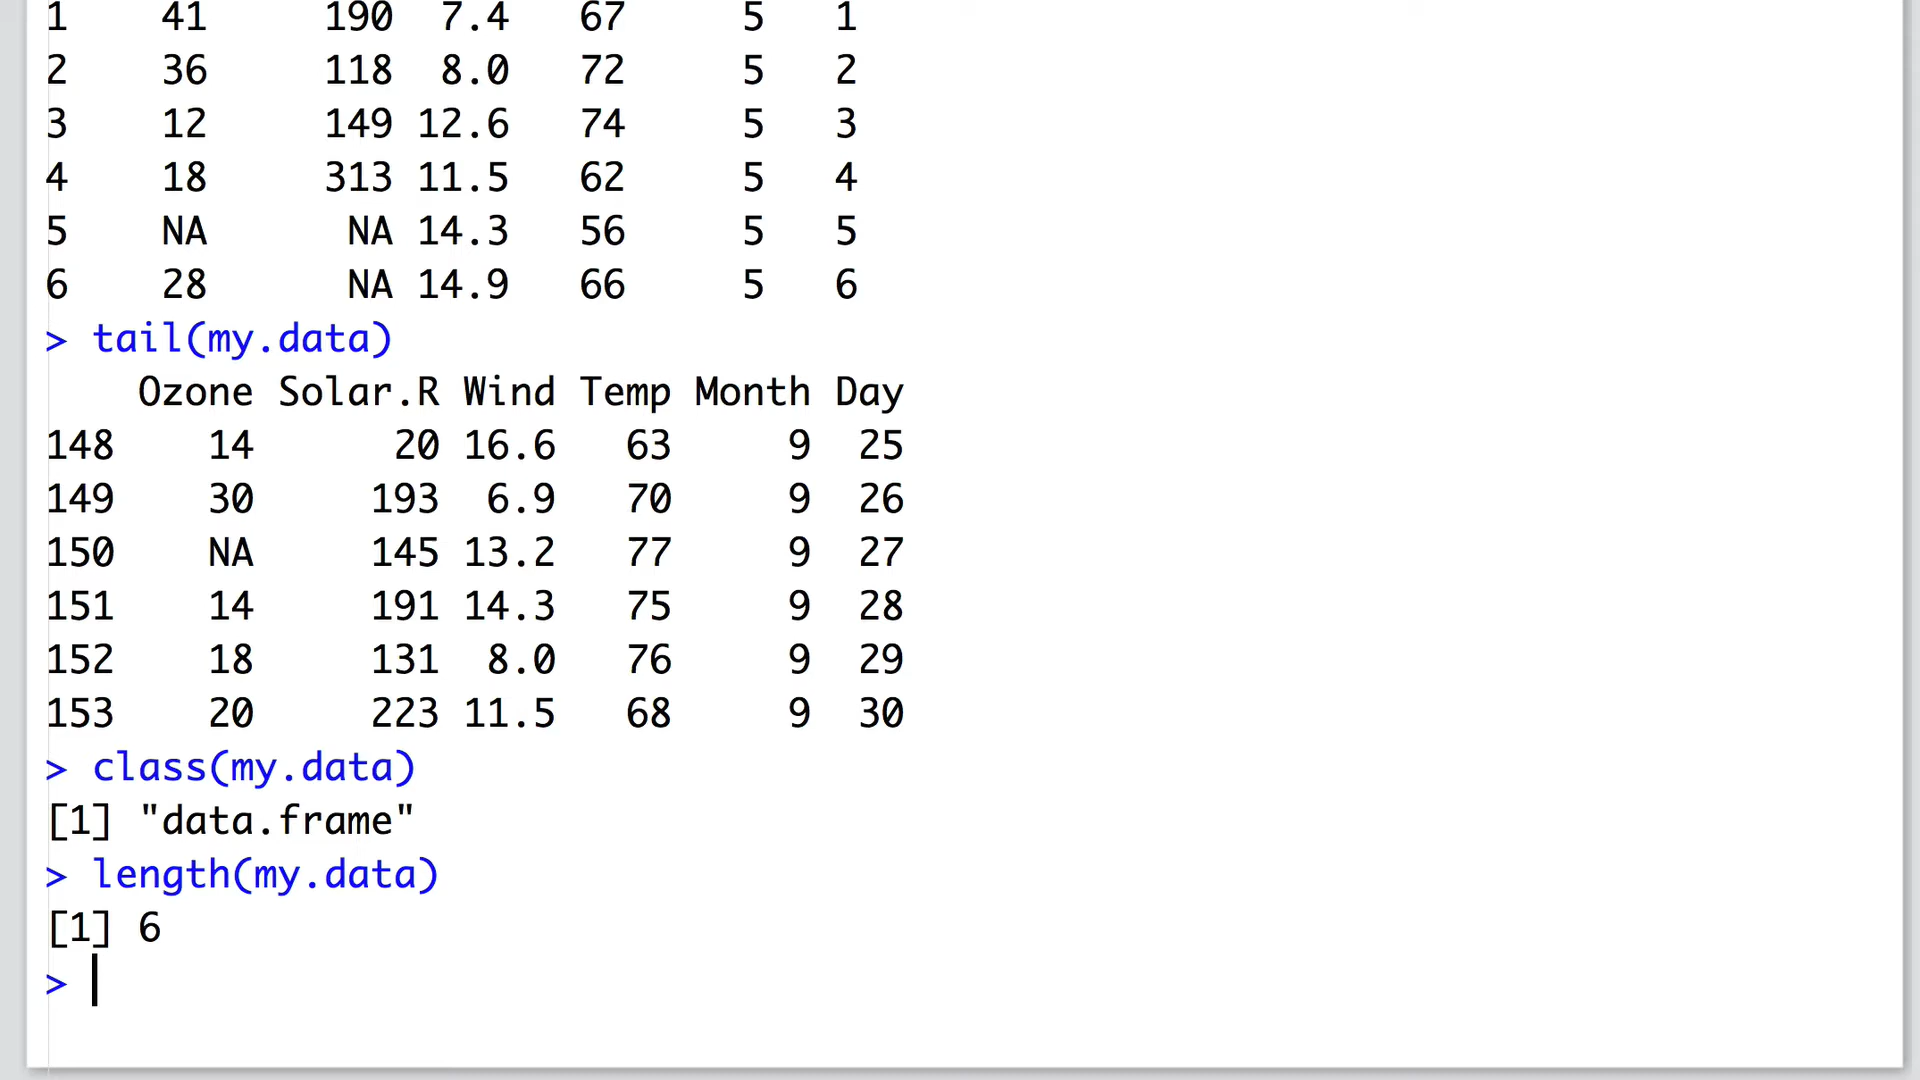 1 41 190 7.4 67 5 1
2 36 118 8.0 72 5 2
3 12 149 12.6 74 5 3
4 18 313 11.5 62 5 4
5 NA NA 14.3 56 5 5
6 28 NA 14.9 66 5 6
> tail(my.data)
Ozone Solar.R Wind Temp Month Day
148 14 20 16.6 63 9 25
149 30 193 6.9 70 9 26
150 NA 145 13.2 77 9 27
151 14 191 14.3 75 9 28
152 18 131 8.0 76 9 29
153 20 223 11.5 68 9 30
> class(my.data)
[1] "data.frame"
> length(my.data)
[1] 6
>